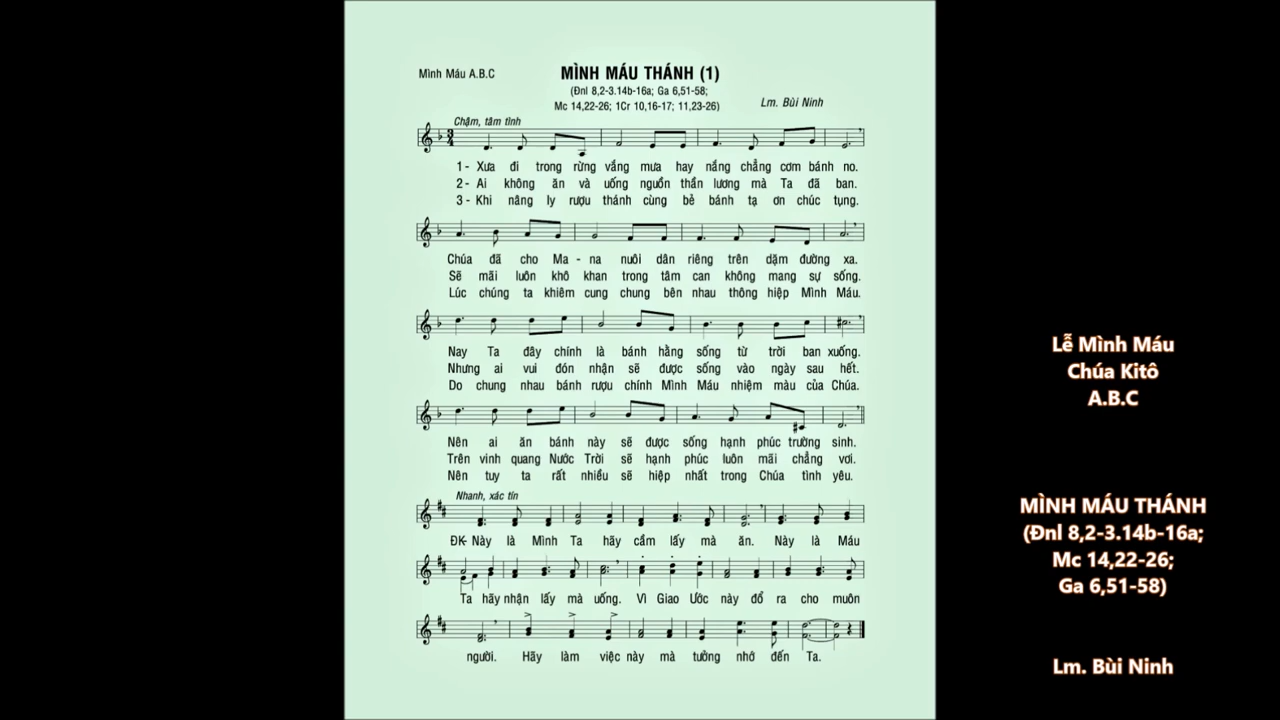 Mình Máu A.B.C
MÌNH MÁU THÁNH (1)
(Đnl 8,2-3.14b-16a; Ga 6,51-58;
Mc 14,22-26; 1Cr 10,16-17; 11,23-26)
Lm. Bùi Ninh
Chậm, tâm tình
1- Xưa đi trong rừng vắng mưa hay nắng chẳng cơm bánh no.
2- Ai không ăn và uống nguồn thần lương mà Ta đã ban.
3- Khi nâng ly rượu thánh cùng bẻ bánh tạ ơn chúc tụng.
Chúa đã cho Ma - na nuôi dân riêng trên dặm đường xa.
Sẽ mãi luôn khô khan trong tâm can không mang sự sống.
Lúc chúng ta khiêm cung chung bên nhau thông hiệp Mình Máu.
Nay Ta đây chính là bánh hằng sống từ trời ban xuống.
Nhưng ai vui đón nhận sẽ được sống vào ngày sau hết.
Do chung nhau bánh rượu chính Mình Máu nhiệm màu của Chúa.
Nên ai ăn bánh này sẽ được sống hạnh phúc trường sinh.
Trên vinh quang Nước Trời sẽ hạnh phúc luôn mãi chẳng vơi.
Nên tuy ta rất nhiều sẽ hiệp nhất trong Chúa tình yêu.
Nhanh, xác tín
ĐK- Này là Mình Ta hãy cầm lấy mà ăn. Này là Máu
Ta hãy nhận lấy mà uống. Vì Giao Ước này đổ ra cho muôn
người. Hãy làm việc này mà tưởng nhớ đến Ta.
Lễ Mình Máu
Chúa Kitô
A.B.C
MÌNH MÁU THÁNH
(Đnl 8,2-3.14b-16a;
Mc 14,22-26;
Ga 6,51-58)
Lm. Bùi Ninh